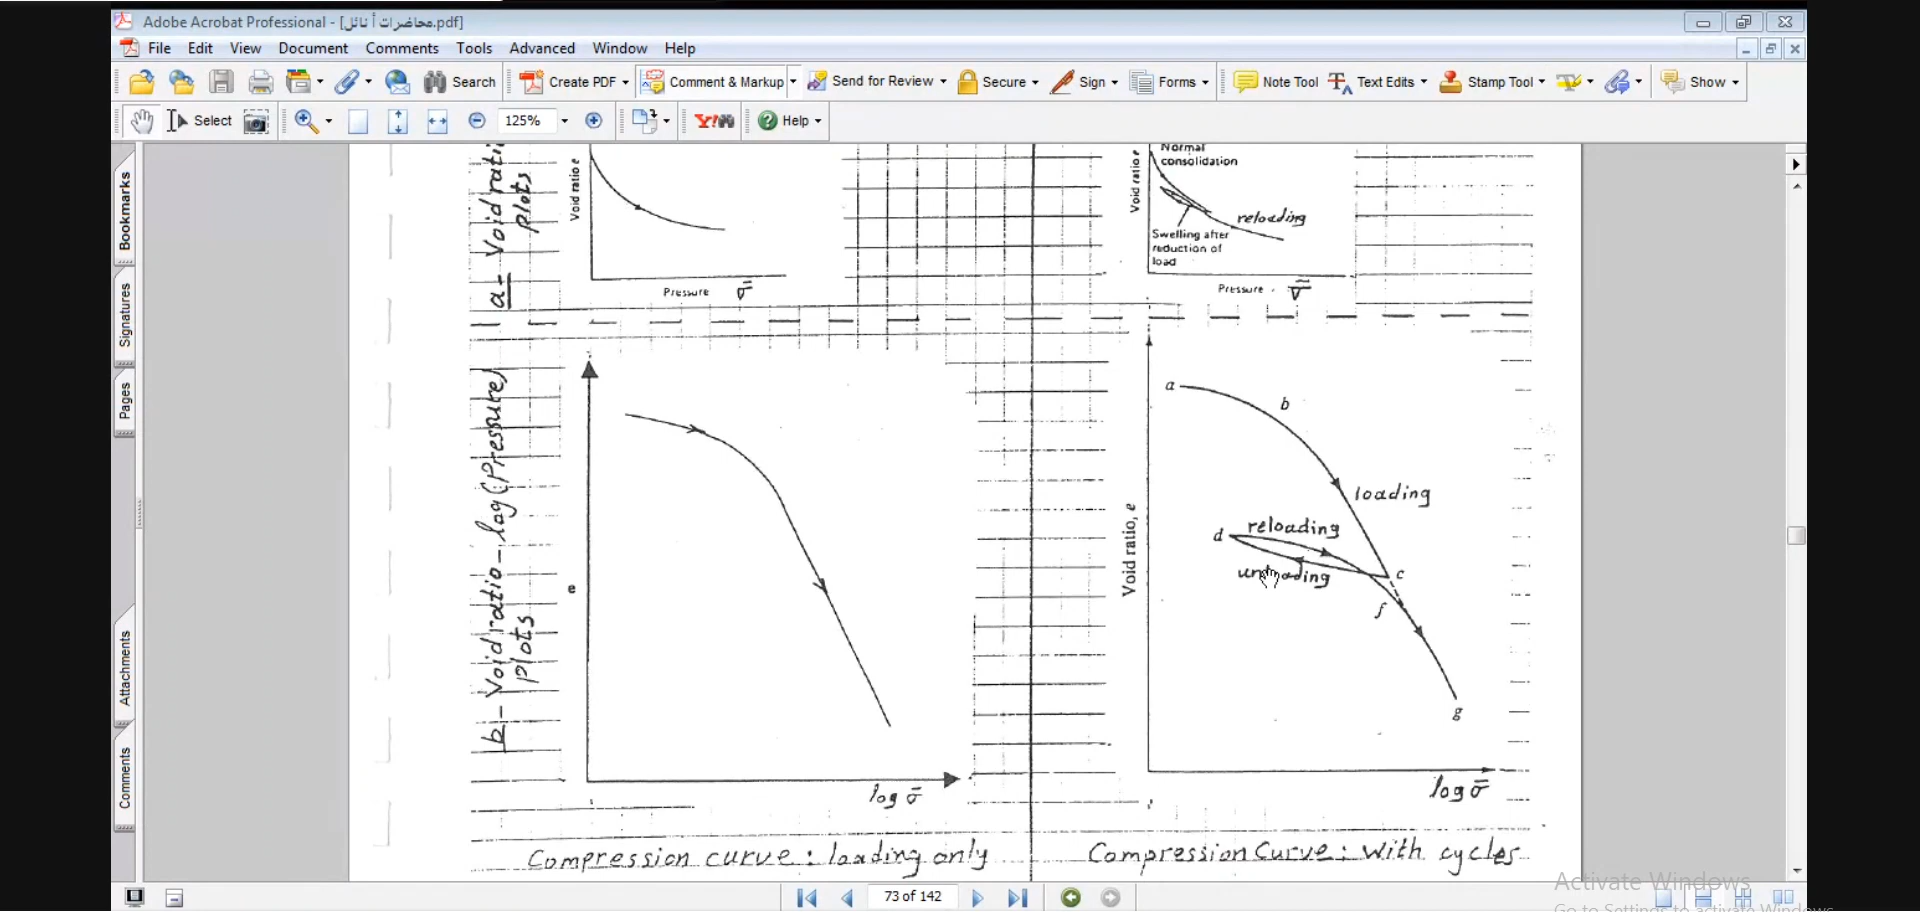 Adobe Acrobat Professional - [محاضرات أ نائل.pdf]
File Edit View Document Comments Tools Advanced Window Help
Search Create PDF Comment & Markup Send for Review Secure Sign Forms Note Tool Text Edits Stamp Tool Show
Select 125% Y! Help
Bookmarks
Signatures
Pages
Attachments
Comments
a - Void
plots
Void ratio e
Pressure σ̄
Void ratio e
Normal
consolidation
reloading
Swelling after
reduction of
load
Pressure σ̄
b - Void ratio - log (Pressure)
plots
e
log σ̄
Void ratio, e
a
b
loading
d reloading
unloading
c
f
g
log σ̄
Compression curve : loading only
Compression Curve : With cycles
73 of 142
Activate Windows
Go to Settings to activate Windows